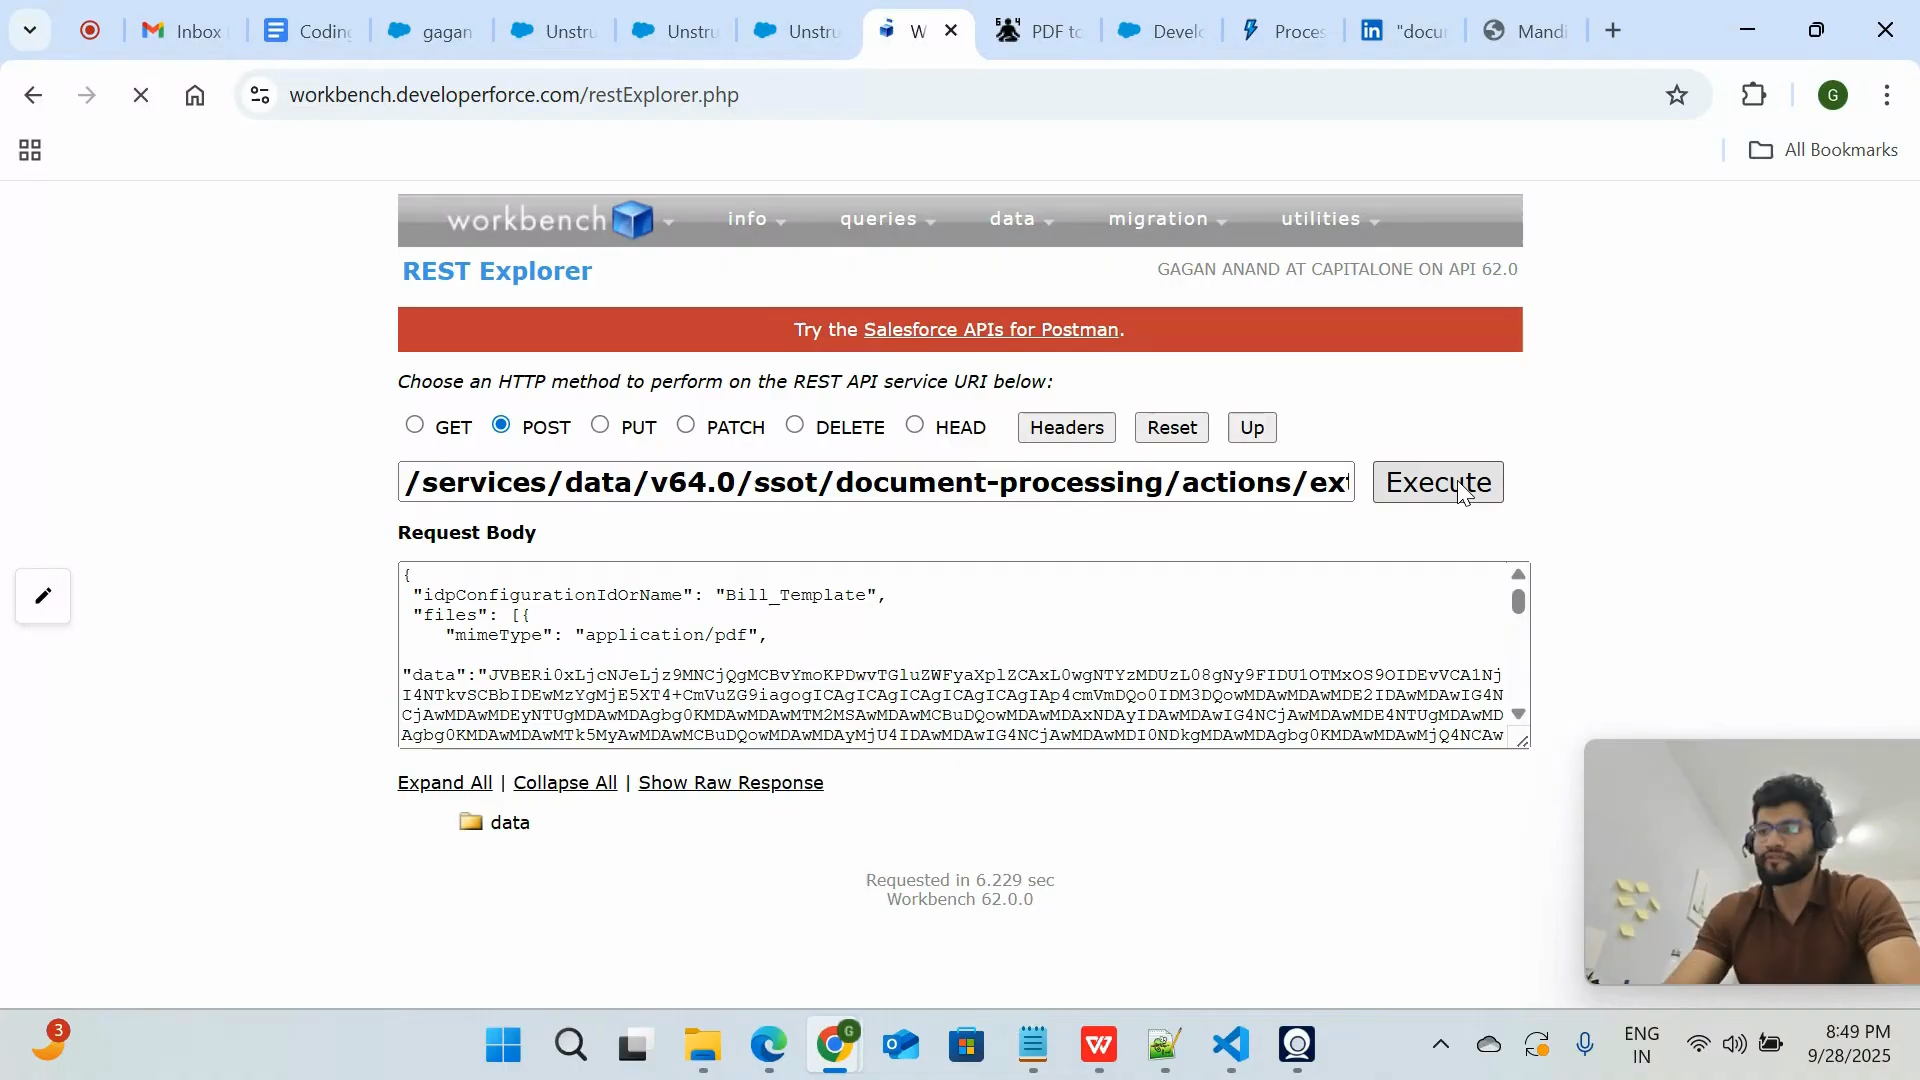 Inbox
Coding
gagan
Unstru
Unstru
Unstru
W
PDF to
Develo
Proces
"docu
Mandi
workbench.developerforce.com/restExplorer.php
G
All Bookmarks
workbench
info
queries
data
migration
utilities
REST Explorer
GAGAN ANAND AT CAPITALONE ON API 62.0
Try the Salesforce APIs for Postman.
Choose an HTTP method to perform on the REST API service URI below:
GET
POST
PUT
PATCH
DELETE
HEAD
Headers
Reset
Up
/services/data/v64.0/ssot/document-processing/actions/ext
Execute
Request Body
{
"idpConfigurationIdOrName": "Bill_Template",
"files": [{
"mimeType": "application/pdf",
"data":"JVBERi0xLjcNJeLjz9MNCjQgMCBvYmoKPDwvTGluZWFyaXplZCAxL0wgNTYzMDUzL08gNy9FIDU1OTMxOS9OIDEvVCA1Nj
I4NTkvSCBbIDEwMzYgMjE5XT4+CmVuZG9iagogICAgICAgICAgICAgICAgIAp4cmVmDQo0IDM3DQowMDAwMDAwMDE2IDAwMDAwIG4N
CjAwMDAwMDEyNTUgMDAwMDAgbg0KMDAwMDAwMTM2MSAwMDAwMCBuDQowMDAwMDAxNDAyIDAwMDAwIG4NCjAwMDAwMDE4NTUgMDAwMD
Agbg0KMDAwMDAwMTk5MyAwMDAwMCBuDQowMDAwMDAyMjU4IDAwMDAwIG4NCjAwMDAwMDI0NDkgMDAwMDAgbg0KMDAwMDAwMjQ4NCAw
Expand All | Collapse All | Show Raw Response
data
Requested in 6.229 sec
Workbench 62.0.0
3
G
ENG
IN
8:49 PM
9/28/2025